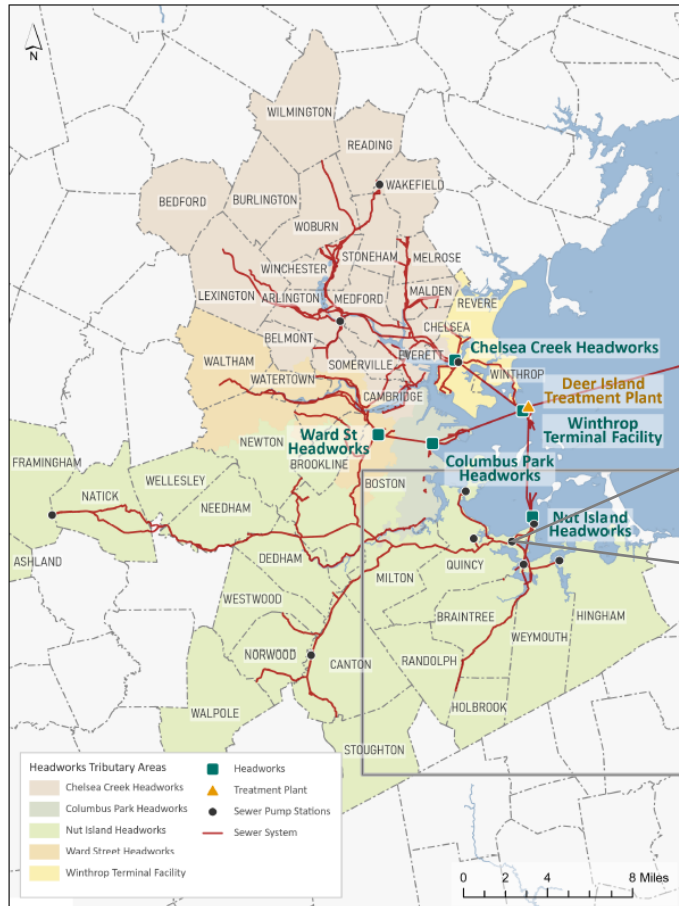 N
WILMINGTON
READING
BEDFORD
BURLINGTON
WAKEFIELD
WOBURN
STONEHAM
MELROSE
WINCHESTER
LEXINGTON
ARLINGTON
MEDFORD
MALDEN
REVERE
BELMONT
CHELSEA
EVERETT
Chelsea Creek Headworks
WALTHAM
SOMERVILLE
WINTHROP
WATERTOWN
CAMBRIDGE
Deer Island
Treatment Plant
Winthrop
Terminal Facility
Ward St
Headworks
NEWTON
BROOKLINE
Columbus Park
Headworks
FRAMINGHAM
WELLESLEY
NATICK
NEEDHAM
BOSTON
Nut Island
Headworks
ASHLAND
DEDHAM
QUINCY
MILTON
WESTWOOD
BRAINTREE
HINGHAM
WEYMOUTH
NORWOOD
CANTON
RANDOLPH
HOLBROOK
WALPOLE
STOUGHTON
Headworks Tributary Areas
Chelsea Creek Headworks
Columbus Park Headworks
Nut Island Headworks
Ward Street Headworks
Winthrop Terminal Facility
Headworks
Treatment Plant
Sewer Pump Stations
Sewer System
0 2 4 8 Miles